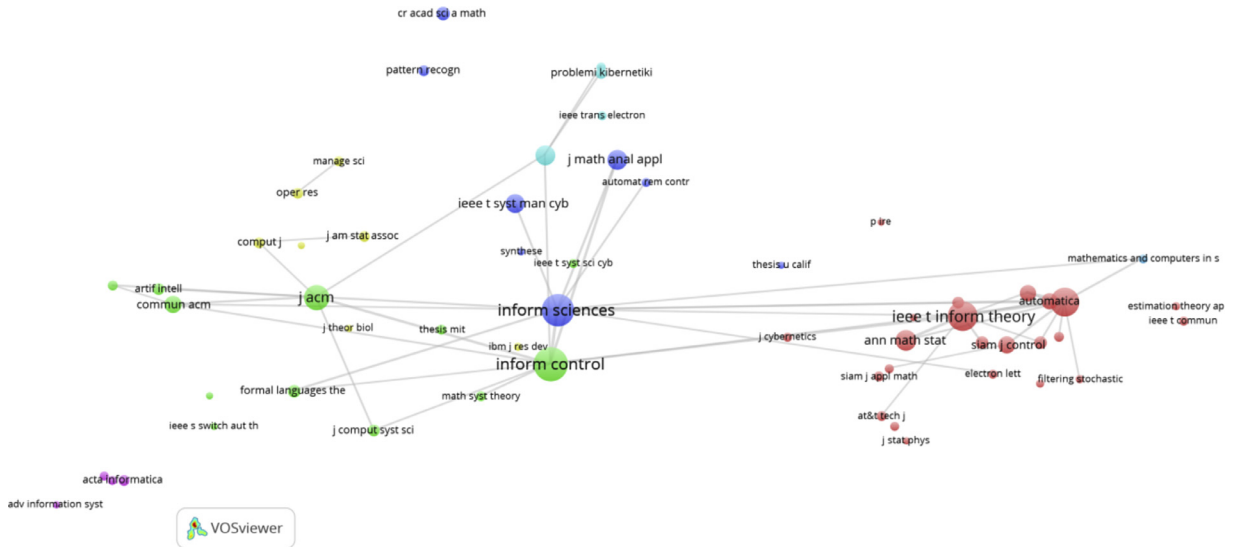 cr acad sci a math
pattern recogn
problemi kibernetiki
ieee trans electron
manage sci
j math anal appl
automat rem contr
oper res
ieee t syst man cyb
p ire
comput j
j am stat assoc
synthese
ieee t syst sci cyb
thesis u calif
mathematics and computers in s
artif intell
commun acm
j acm
inform sciences
ieee t inform theory
automatica
estimation theory ap
ieee t commun
j theor biol
thesis mit
ibm j res dev
j cybernetics
ann math stat
siam j control
inform control
siam j appl math
electron lett
filtering stochastic
formal languages the
math syst theory
ieee s switch aut th
j comput syst sci
at&t tech j
j stat phys
acta informatica
adv information syst
VOSviewer